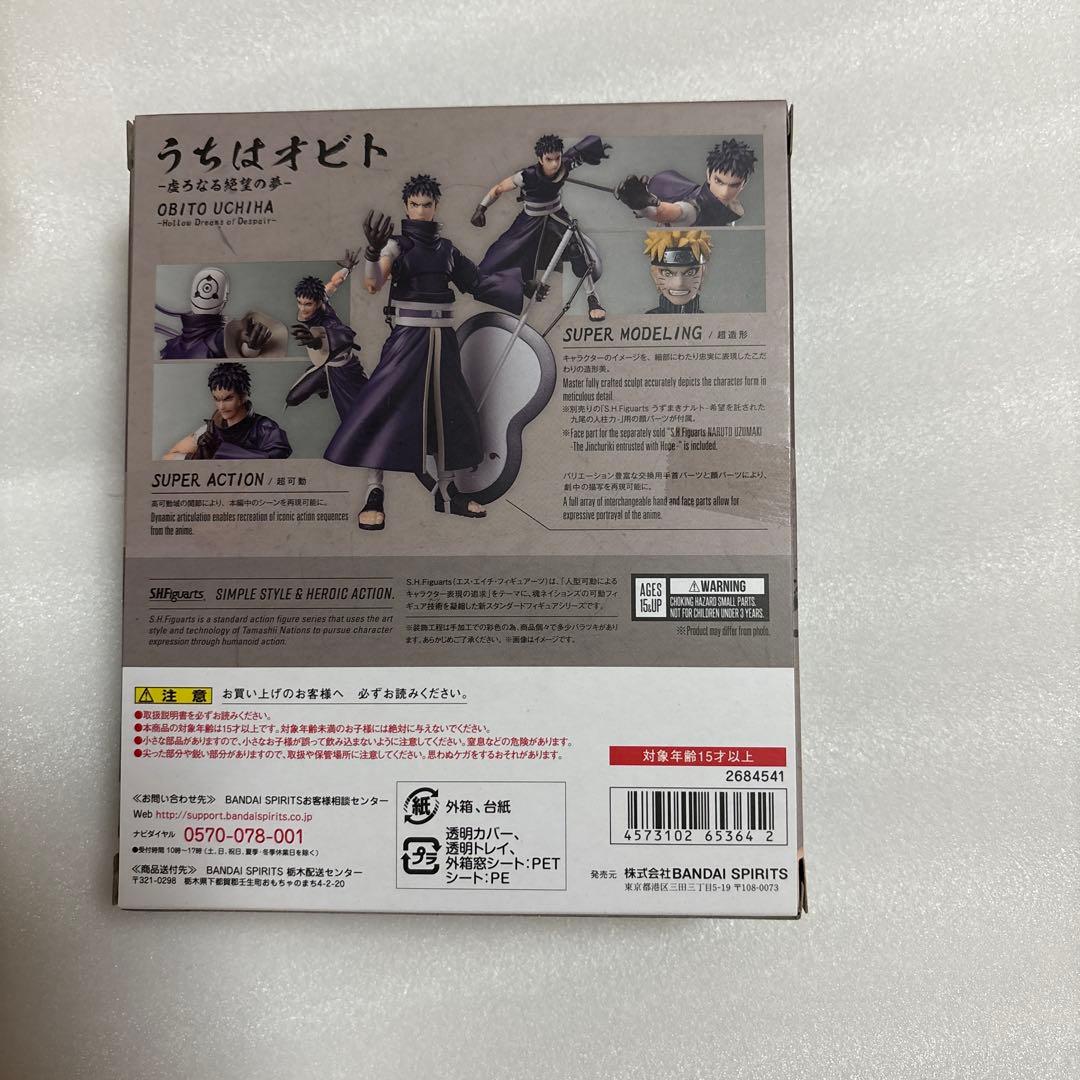 うちはオビト
-虚ろなる絶望の夢-
OBITO UCHIHA
-Hollow Dreams of Despair-
SUPER MODELING / 超造形
キャラクターのイメージを、細部にわたり忠実に表現したこだ
わりの造形美。
Master fully crafted sculpt accurately depicts the character form in
meticulous detail.
※別売りの「S.H.Figuarts うずまきナルト-希望を託された
九尾の人柱力-」用の顔パーツが付属。
※Face part for the separately sold "S.H.Figuarts NARUTO UZUMAKI
-The Jinchuriki entrusted with Hope-" is included.
バリエーション豊富な交換用手首パーツと顔パーツにより、
劇中の描写を再現可能に。
A full array of interchangeable hand and face parts allow for
expressive portrayal of the anime.
SUPER ACTION / 超可動
高可動域の関節により、本編中のシーンを再現可能に。
Dynamic articulation enables recreation of iconic action sequences
from the anime.
S.H.Figuarts SIMPLE STYLE & HEROIC ACTION.
S.H.Figuarts is a standard action figure series that uses the art
style and technology of Tamashii Nations to pursue character
expression through humanoid action.
S.H.Figuarts（エス・エイチ・フィギュアーツ）は、「人型可動による
キャラクター表現の追求」をテーマに、魂ネイションズの可動フィ
ギュア技術を凝縮した新スタンダードフィギュアシリーズです。
※装飾工程は手加工での彩色の為、商品個々で多少バラツキがあり
ます。あらかじめご了承ください。※画像はイメージです。
AGES
15&UP
WARNING
CHOKING HAZARD SMALL PARTS.
NOT FOR CHILDREN UNDER 3 YEARS.
※Product may differ from photo.
注意 お買い上げのお客様へ 必ずお読みください。
●取扱説明書を必ずお読みください。
●本商品の対象年齢は15才以上です。対象年齢未満のお子様には絶対に与えないでください。
●小さな部品がありますので、小さなお子様が誤って飲み込まないように注意してください。窒息などの危険があります。
●尖った部分や鋭い部分がありますので、取扱や保管場所に注意してください。思わぬケガをするおそれがあります。
対象年齢15才以上
2684541
≪お問い合わせ先≫ BANDAI SPIRITSお客様相談センター
Web http://support.bandaispirits.co.jp
ナビダイヤル 0570-078-001
●受付時間 10時〜17時（土、日、祝日、夏季・冬季休業日を除く）
≪商品送付先≫ BANDAI SPIRITS 栃木配送センター
〒321-0298 栃木県下都賀郡壬生町おもちゃのまち4-2-20
紙 外箱、台紙
プラ 透明カバー、
透明トレイ、
外箱窓シート：PET
シート：PE
4573102 65364 2
発売元 株式会社BANDAI SPIRITS
東京都港区三田三丁目5-19 〒108-0073